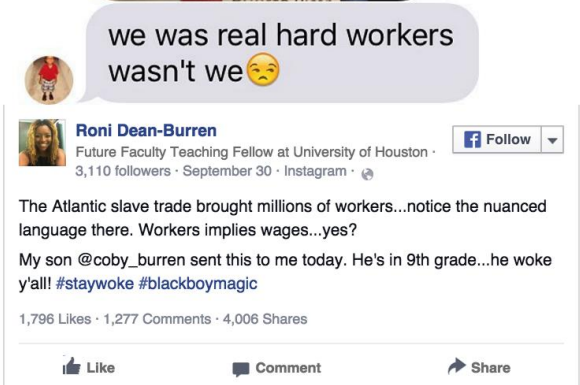 we was real hard workers
wasn't we😒
Roni Dean-Burren
Follow
Future Faculty Teaching Fellow at University of Houston ·
3,110 followers · September 30 · Instagram ·
The Atlantic slave trade brought millions of workers...notice the nuanced
language there. Workers implies wages...yes?
My son @coby_burren sent this to me today. He's in 9th grade...he woke
y'all! #staywoke #blackboymagic
1,796 Likes · 1,277 Comments · 4,006 Shares
Like
Comment
Share